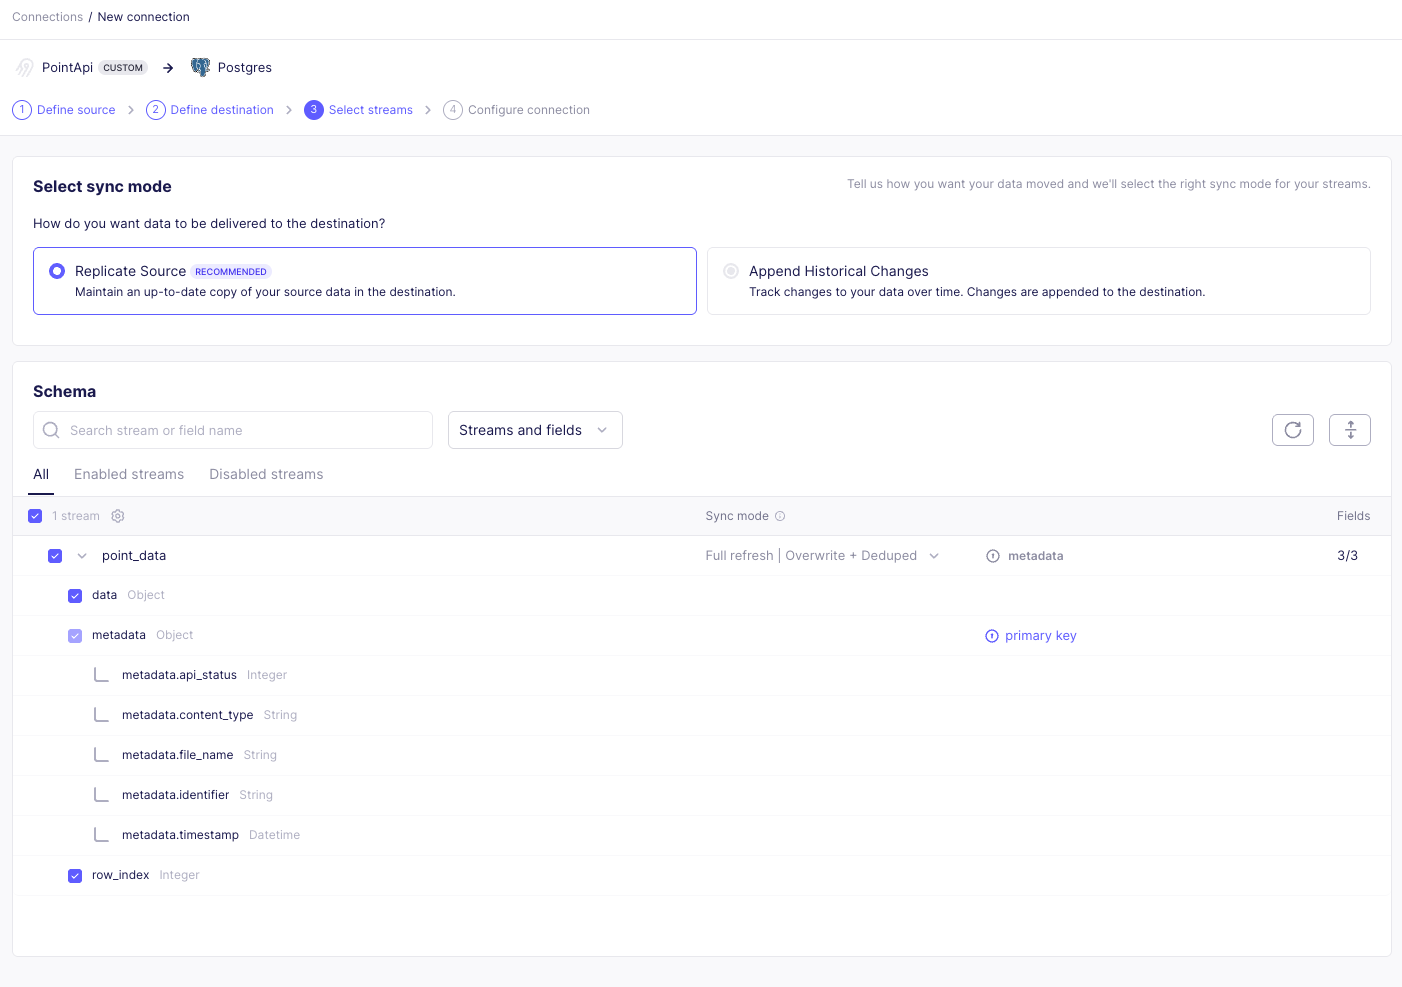 Connections / New connection
PointApi CUSTOM → Postgres
1 Define source > 2 Define destination > 3 Select streams > 4 Configure connection
Select sync mode
Tell us how you want your data moved and we'll select the right sync mode for your streams.
How do you want data to be delivered to the destination?
Replicate Source RECOMMENDED
Maintain an up-to-date copy of your source data in the destination.
Append Historical Changes
Track changes to your data over time. Changes are appended to the destination.
Schema
Search stream or field name
Streams and fields
All Enabled streams Disabled streams
1 stream Sync mode Fields
point_data Full refresh | Overwrite + Deduped metadata 3/3
data Object
metadata Object primary key
metadata.api_status Integer
metadata.content_type String
metadata.file_name String
metadata.identifier String
metadata.timestamp Datetime
row_index Integer